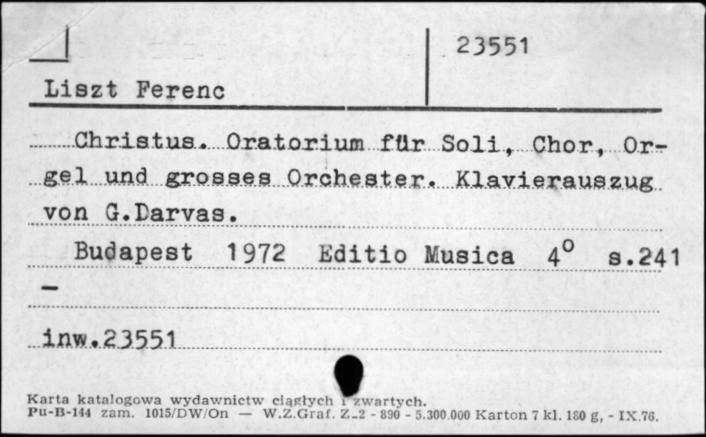 23551
Liszt Ferenc
Christus. Oratorium für Soli, Chor, Or-
gel und grosses Orchester. Klavierauszug
von G.Darvas.
Budapest 1972 Editio Musica 4° s.241
–
inw.23551
Karta katalogowa wydawnictw ciągłych i zwartych.
Pu-B-144 zam. 1015/DW/On — W.Z.Graf. Z-2 - 890 - 5.300.000 Karton 7 kl. 180 g, - IX.76.